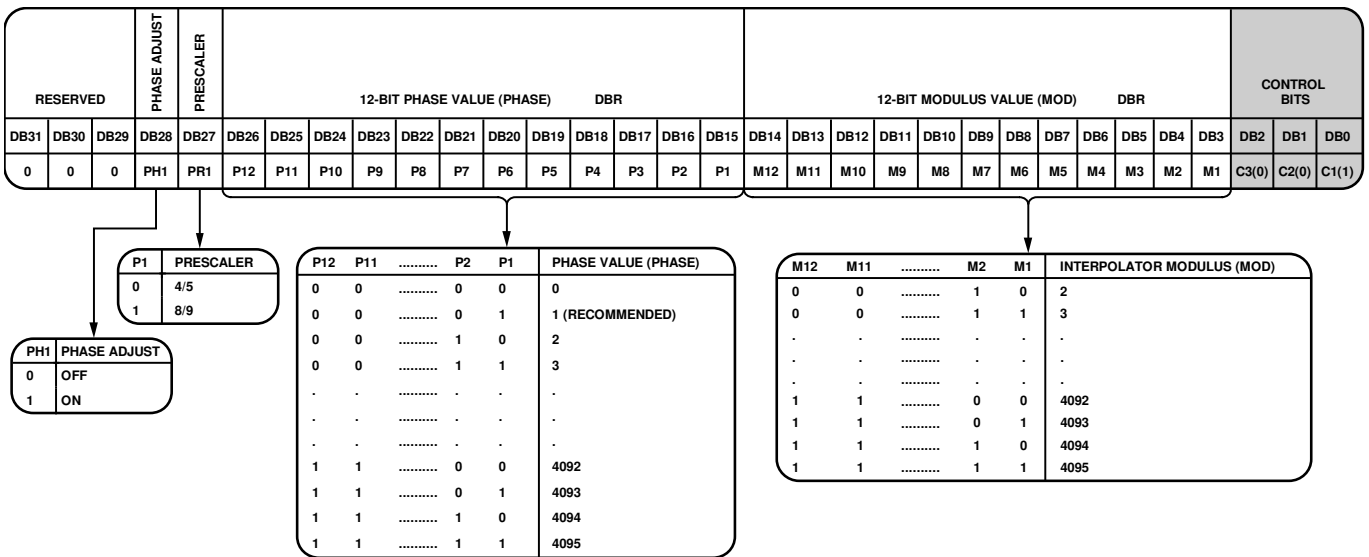 RESERVED PHASE ADJUST PRESCALER 12-BIT PHASE VALUE (PHASE) DBR 12-BIT MODULUS VALUE (MOD) DBR CONTROL BITS
DB31 DB30 DB29 DB28 DB27 DB26 DB25 DB24 DB23 DB22 DB21 DB20 DB19 DB18 DB17 DB16 DB15 DB14 DB13 DB12 DB11 DB10 DB9 DB8 DB7 DB6 DB5 DB4 DB3 DB2 DB1 DB0
0 0 0 PH1 PR1 P12 P11 P10 P9 P8 P7 P6 P5 P4 P3 P2 P1 M12 M11 M10 M9 M8 M7 M6 M5 M4 M3 M2 M1 C3(0) C2(0) C1(1)
P1 PRESCALER
0 4/5
1 8/9
PH1 PHASE ADJUST
0 OFF
1 ON
P12 P11 .......... P2 P1 PHASE VALUE (PHASE)
0 0 .......... 0 0 0
0 0 .......... 0 1 1 (RECOMMENDED)
0 0 .......... 1 0 2
0 0 .......... 1 1 3
. . .......... . . .
. . .......... . . .
. . .......... . . .
1 1 .......... 0 0 4092
1 1 .......... 0 1 4093
1 1 .......... 1 0 4094
1 1 .......... 1 1 4095
M12 M11 .......... M2 M1 INTERPOLATOR MODULUS (MOD)
0 0 .......... 1 0 2
0 0 .......... 1 1 3
. . .......... . . .
. . .......... . . .
. . .......... . . .
1 1 .......... 0 0 4092
1 1 .......... 0 1 4093
1 1 .......... 1 0 4094
1 1 .......... 1 1 4095